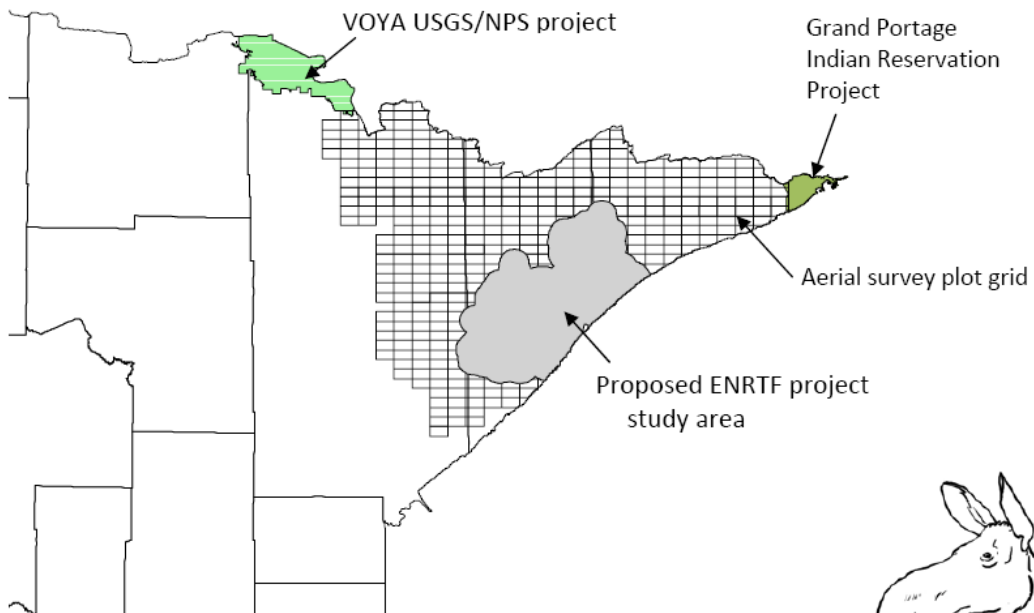 VOYA USGS/NPS project
Grand Portage
Indian Reservation
Project
Aerial survey plot grid
Proposed ENRTF project
study area